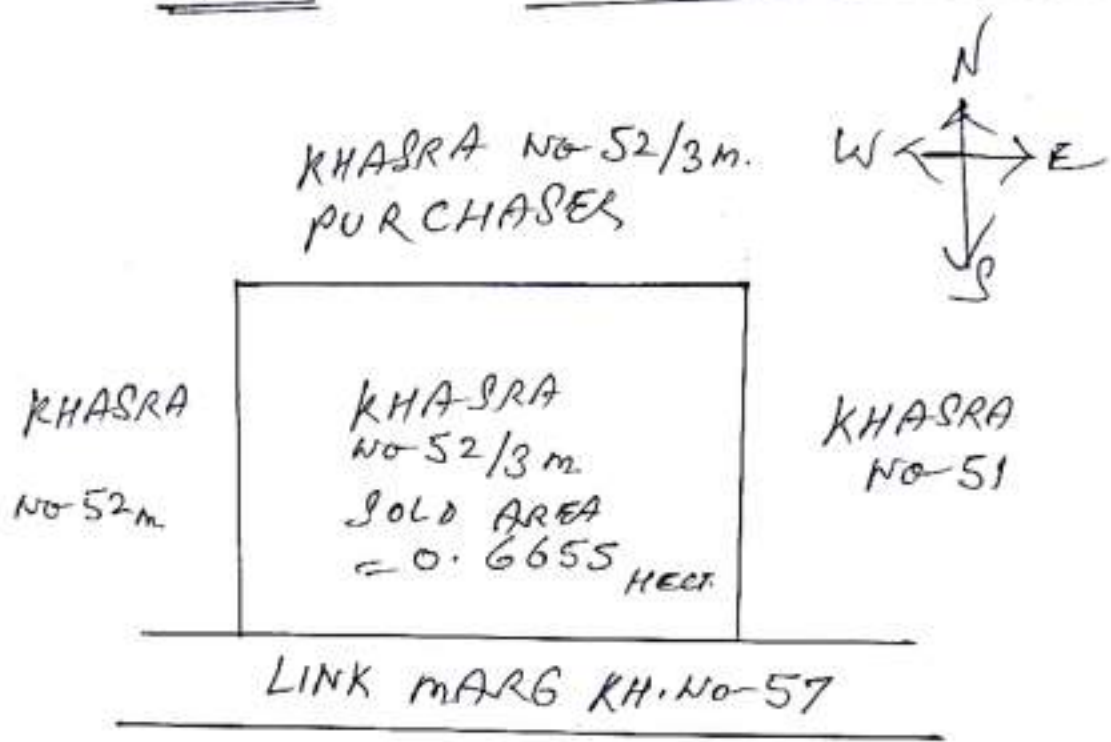 N
W E
S
KHASRA No-52/3m.
PURCHASER
KHASRA
No-52m
KHASRA
No-52/3m.
SOLD AREA
= 0.6655 HECT.
KHASRA
No-51
LINK MARG KH.No-57